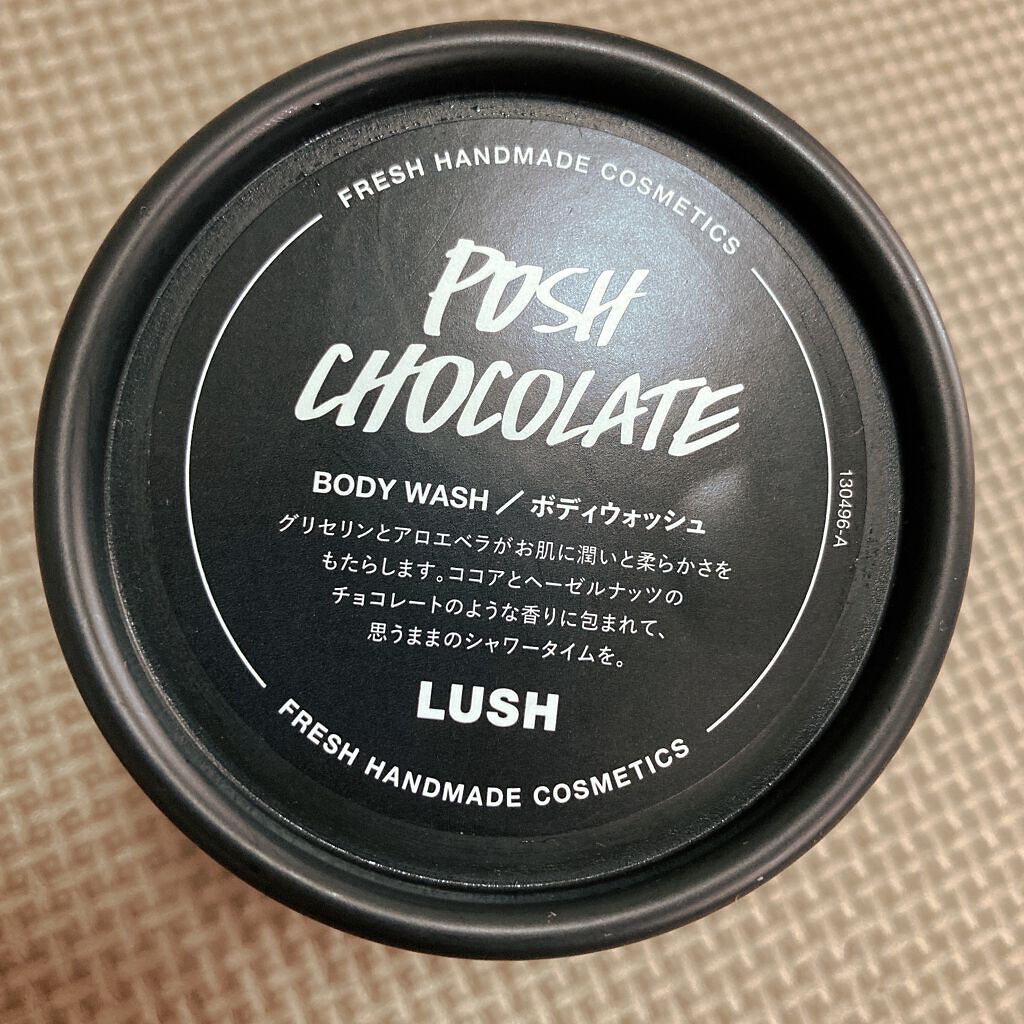 FRESH HANDMADE COSMETICS
POSH
CHOCOLATE
BODY WASH / ボディウォッシュ
グリセリンとアロエベラがお肌に潤いと柔らかさを
もたらします。ココアとヘーゼルナッツの
チョコレートのような香りに包まれて、
思うままのシャワータイムを。
LUSH
FRESH HANDMADE COSMETICS
130496-A